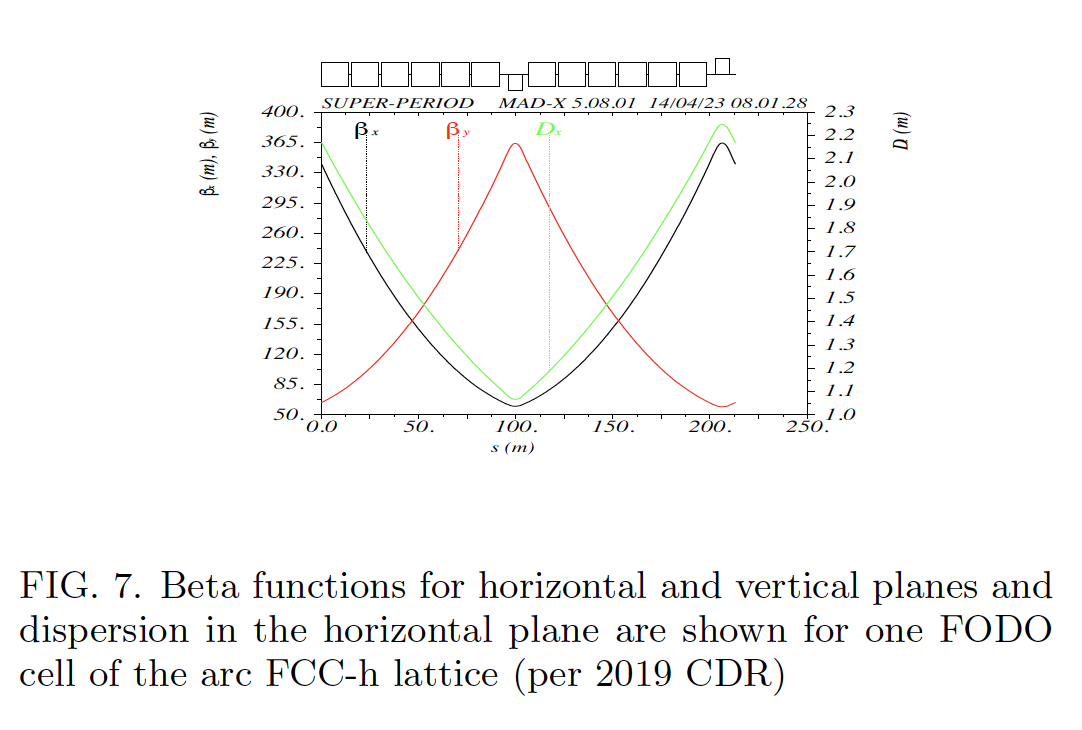 SUPER-PERIOD MAD-X 5.08.01 14/04/23 08.01.28
βx (m), βy (m)
D (m)
βx βy Dx
400. 2.3
365. 2.2
330. 2.1
295. 2.0
260. 1.9
225. 1.8
190. 1.7
155. 1.6
120. 1.5
85. 1.4
50. 1.3
1.2
1.1
1.0
0.0 50. 100. 150. 200. 250.
s (m)
FIG. 7. Beta functions for horizontal and vertical planes and
dispersion in the horizontal plane are shown for one FODO
cell of the arc FCC-h lattice (per 2019 CDR)